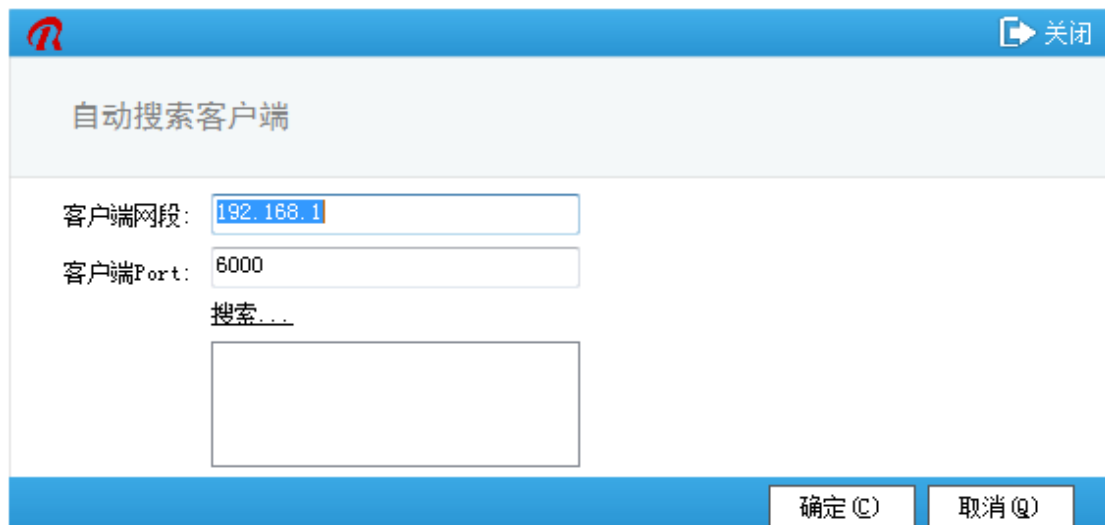 关闭
自动搜索客户端
客户端网段: 192.168.1
客户端Port: 6000
搜索...
确定(C) 取消(Q)